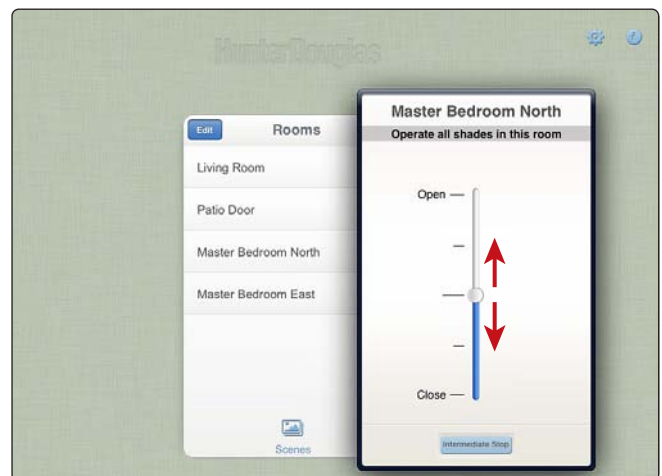 HunterDouglas
Edit
Rooms
Living Room
Patio Door
Master Bedroom North
Master Bedroom East
Scenes
Master Bedroom North
Operate all shades in this room
Open
Close
Intermediate Stop